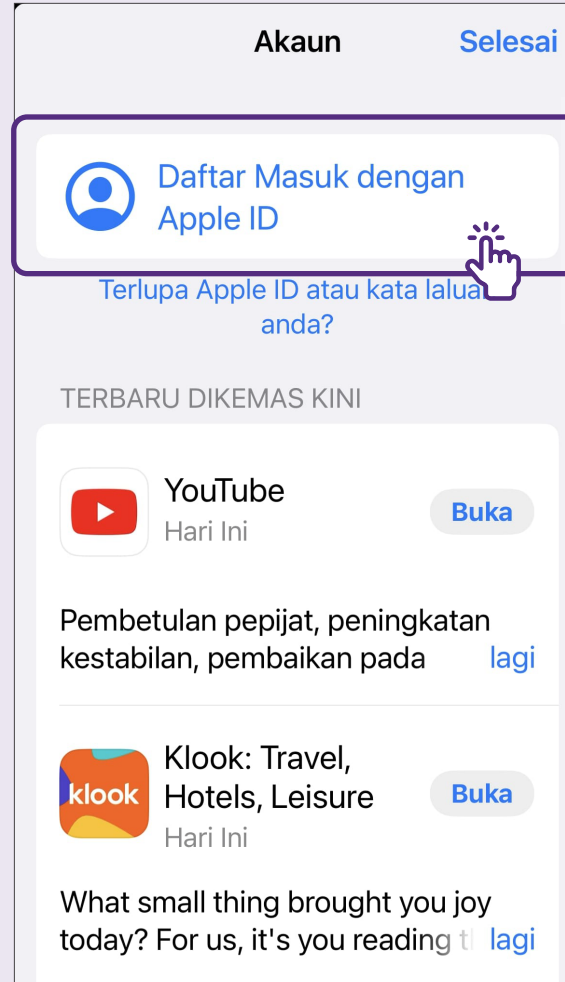 Akaun
Selesai
Daftar Masuk dengan
Apple ID
Terlupa Apple ID atau kata laluan
anda?
TERBARU DIKEMAS KINI
YouTube
Buka
Hari Ini
Pembetulan pepijat, peningkatan
kestabilan, pembaikan pada lagi
klook
Klook: Travel,
Hotels, Leisure
Buka
Hari Ini
What small thing brought you joy
today? For us, it's you reading lagi